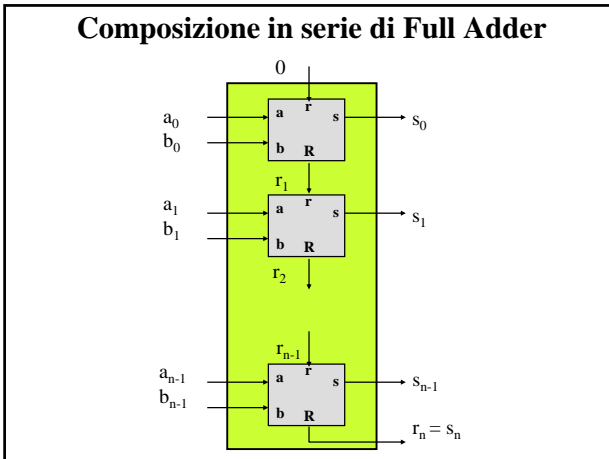 Composizione in serie di Full Adder
0
a₀ a r s s₀
b₀ b R
r₁
a₁ a r s s₁
b₁ b R
r₂
rₙ₋₁
aₙ₋₁ a r s sₙ₋₁
bₙ₋₁ b R
rₙ = sₙ